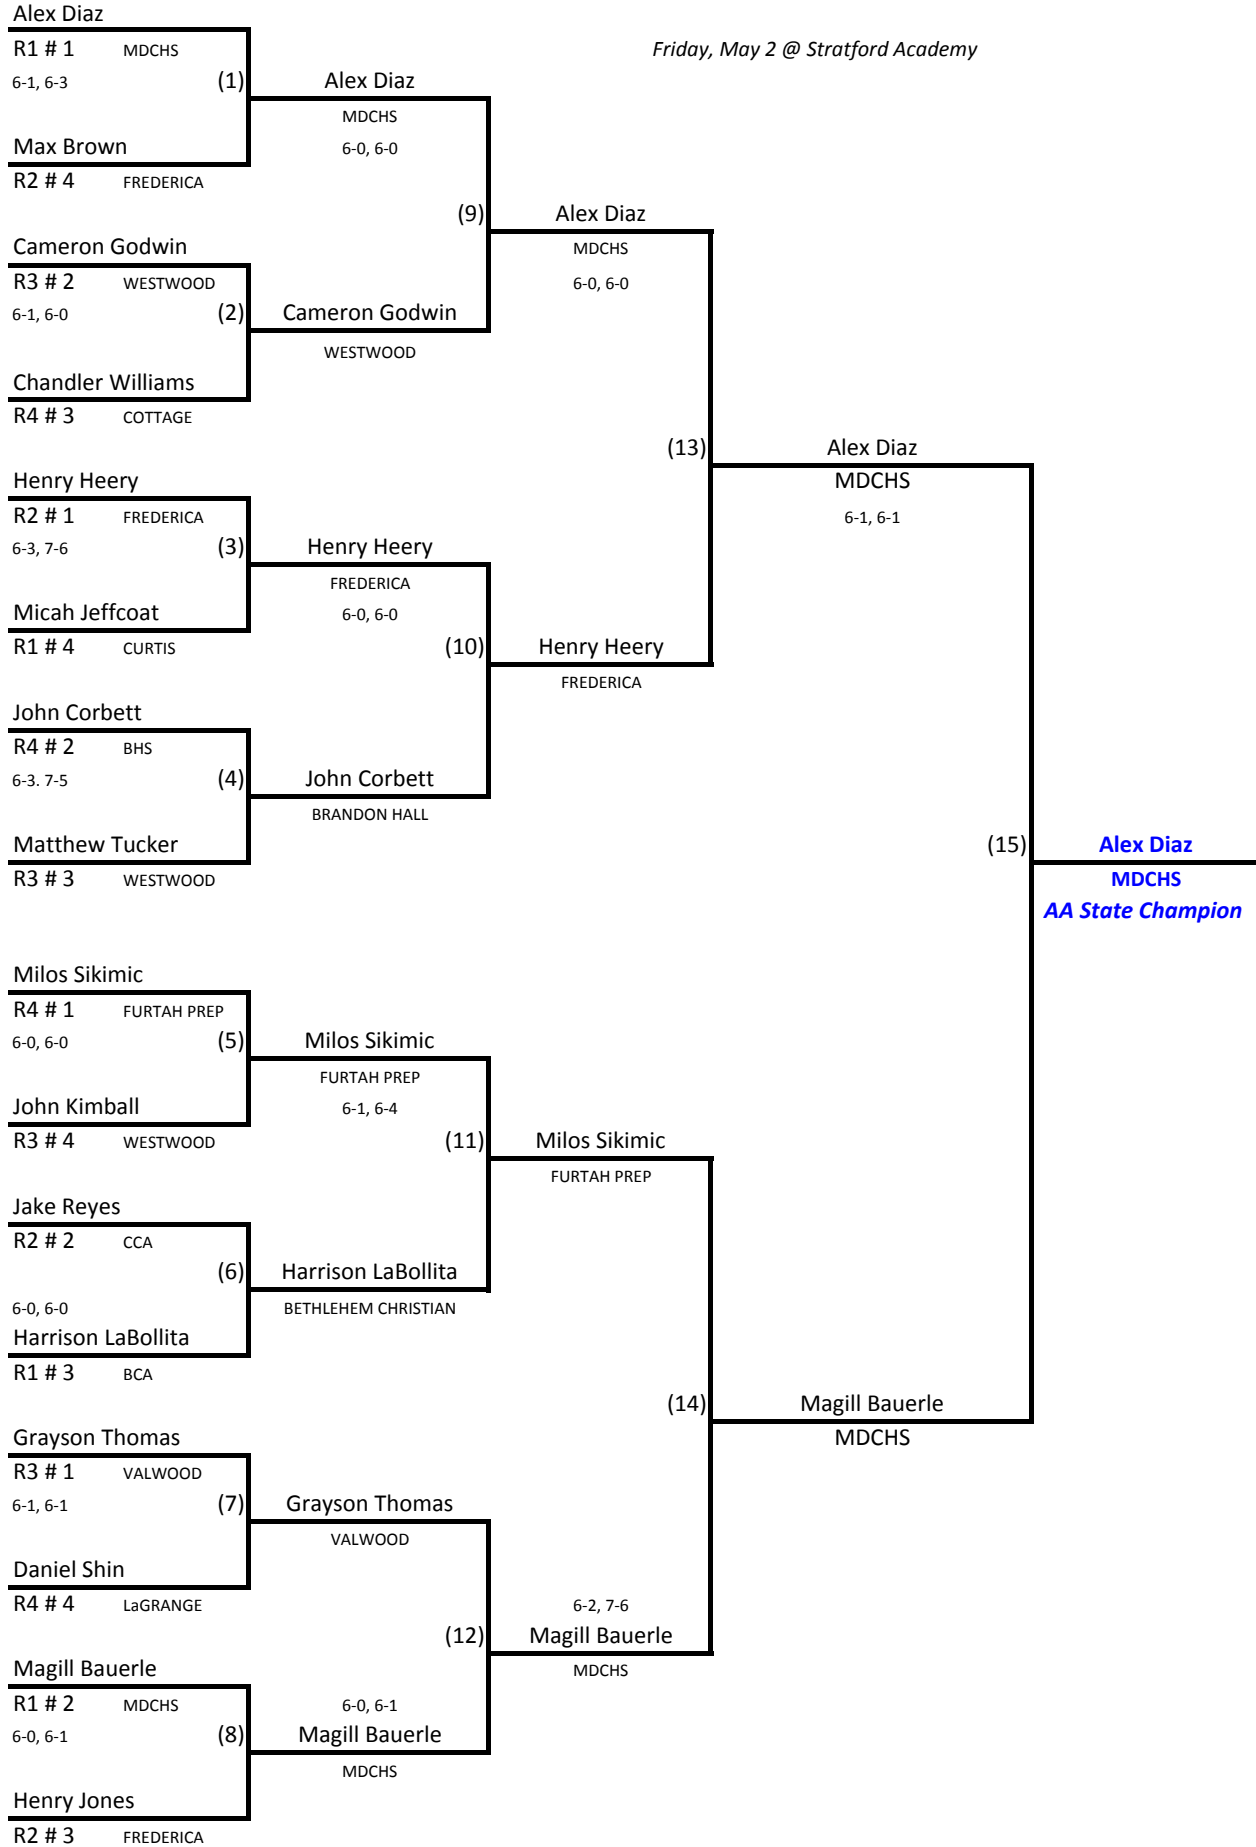 Alex Diaz
R1 # 1 MDCHS
Friday, May 2 @ Stratford Academy
6-1, 6-3 (1) Alex Diaz
MDCHS
Max Brown 6-0, 6-0
R2 # 4 FREDERICA
(9) Alex Diaz
Cameron Godwin MDCHS
R3 # 2 WESTWOOD 6-0, 6-0
6-1, 6-0 (2) Cameron Godwin
WESTWOOD
Chandler Williams
R4 # 3 COTTAGE
(13) Alex Diaz
Henry Heery MDCHS
R2 # 1 FREDERICA 6-1, 6-1
6-3, 7-6 (3) Henry Heery
FREDERICA
Micah Jeffcoat 6-0, 6-0
R1 # 4 CURTIS (10) Henry Heery
FREDERICA
John Corbett
R4 # 2 BHS
6-3. 7-5 (4) John Corbett
BRANDON HALL
Matthew Tucker (15) Alex Diaz
R3 # 3 WESTWOOD MDCHS
AA State Champion
Milos Sikimic
R4 # 1 FURTAH PREP
6-0, 6-0 (5) Milos Sikimic
FURTAH PREP
John Kimball 6-1, 6-4
R3 # 4 WESTWOOD (11) Milos Sikimic
FURTAH PREP
Jake Reyes
R2 # 2 CCA
(6) Harrison LaBollita
6-0, 6-0 BETHLEHEM CHRISTIAN
Harrison LaBollita
R1 # 3 BCA
(14) Magill Bauerle
Grayson Thomas MDCHS
R3 # 1 VALWOOD
6-1, 6-1 (7) Grayson Thomas
VALWOOD
Daniel Shin
R4 # 4 LaGRANGE 6-2, 7-6
(12) Magill Bauerle
Magill Bauerle MDCHS
R1 # 2 MDCHS 6-0, 6-1
6-0, 6-1 (8) Magill Bauerle
MDCHS
Henry Jones
R2 # 3 FREDERICA